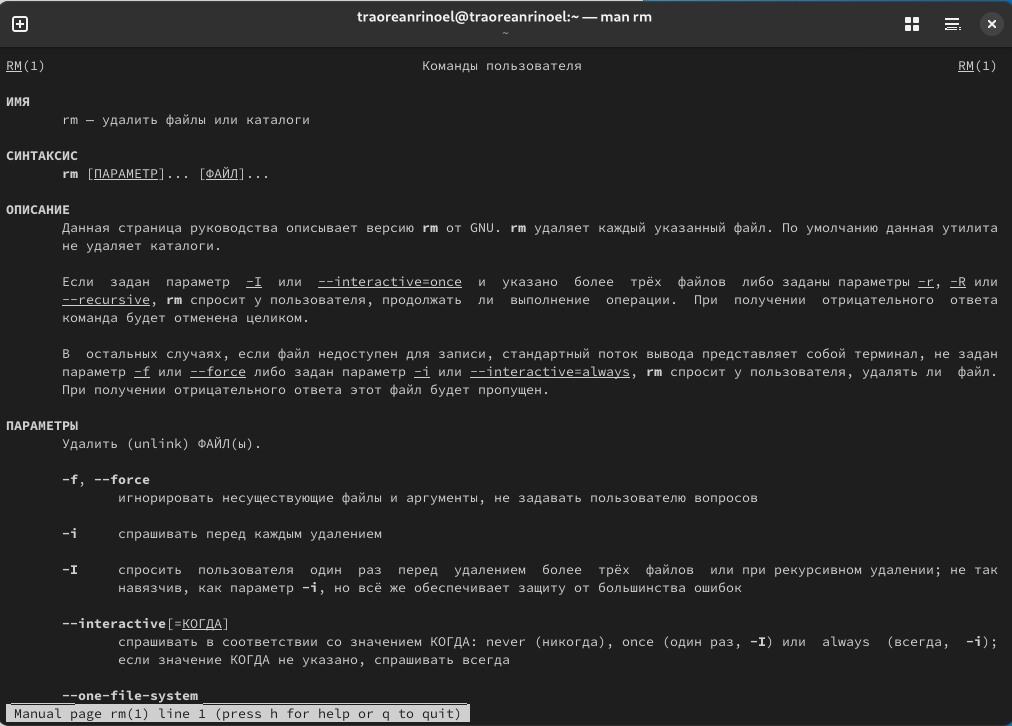 traoreanrinoel@traoreanrinoel:~ — man rm
~
RM(1) Команды пользователя RM(1)
ИМЯ
rm — удалить файлы или каталоги
СИНТАКСИС
rm [ПАРАМЕТР]... [ФАЙЛ]...
ОПИСАНИЕ
Данная страница руководства описывает версию rm от GNU. rm удаляет каждый указанный файл. По умолчанию данная утилита
не удаляет каталоги.
Если задан параметр -I или --interactive=once и указано более трёх файлов либо заданы параметры -r, -R или
--recursive, rm спросит у пользователя, продолжать ли выполнение операции. При получении отрицательного ответа
команда будет отменена целиком.
В остальных случаях, если файл недоступен для записи, стандартный поток вывода представляет собой терминал, не задан
параметр -f или --force либо задан параметр -i или --interactive=always, rm спросит у пользователя, удалять ли файл.
При получении отрицательного ответа этот файл будет пропущен.
ПАРАМЕТРЫ
Удалить (unlink) ФАЙЛ(ы).
-f, --force
игнорировать несуществующие файлы и аргументы, не задавать пользователю вопросов
-i спрашивать перед каждым удалением
-I спросить пользователя один раз перед удалением более трёх файлов или при рекурсивном удалении; не так
навязчив, как параметр -i, но всё же обеспечивает защиту от большинства ошибок
--interactive[=КОГДА]
спрашивать в соответствии со значением КОГДА: never (никогда), once (один раз, -I) или always (всегда, -i);
если значение КОГДА не указано, спрашивать всегда
--one-file-system
Manual page rm(1) line 1 (press h for help or q to quit)